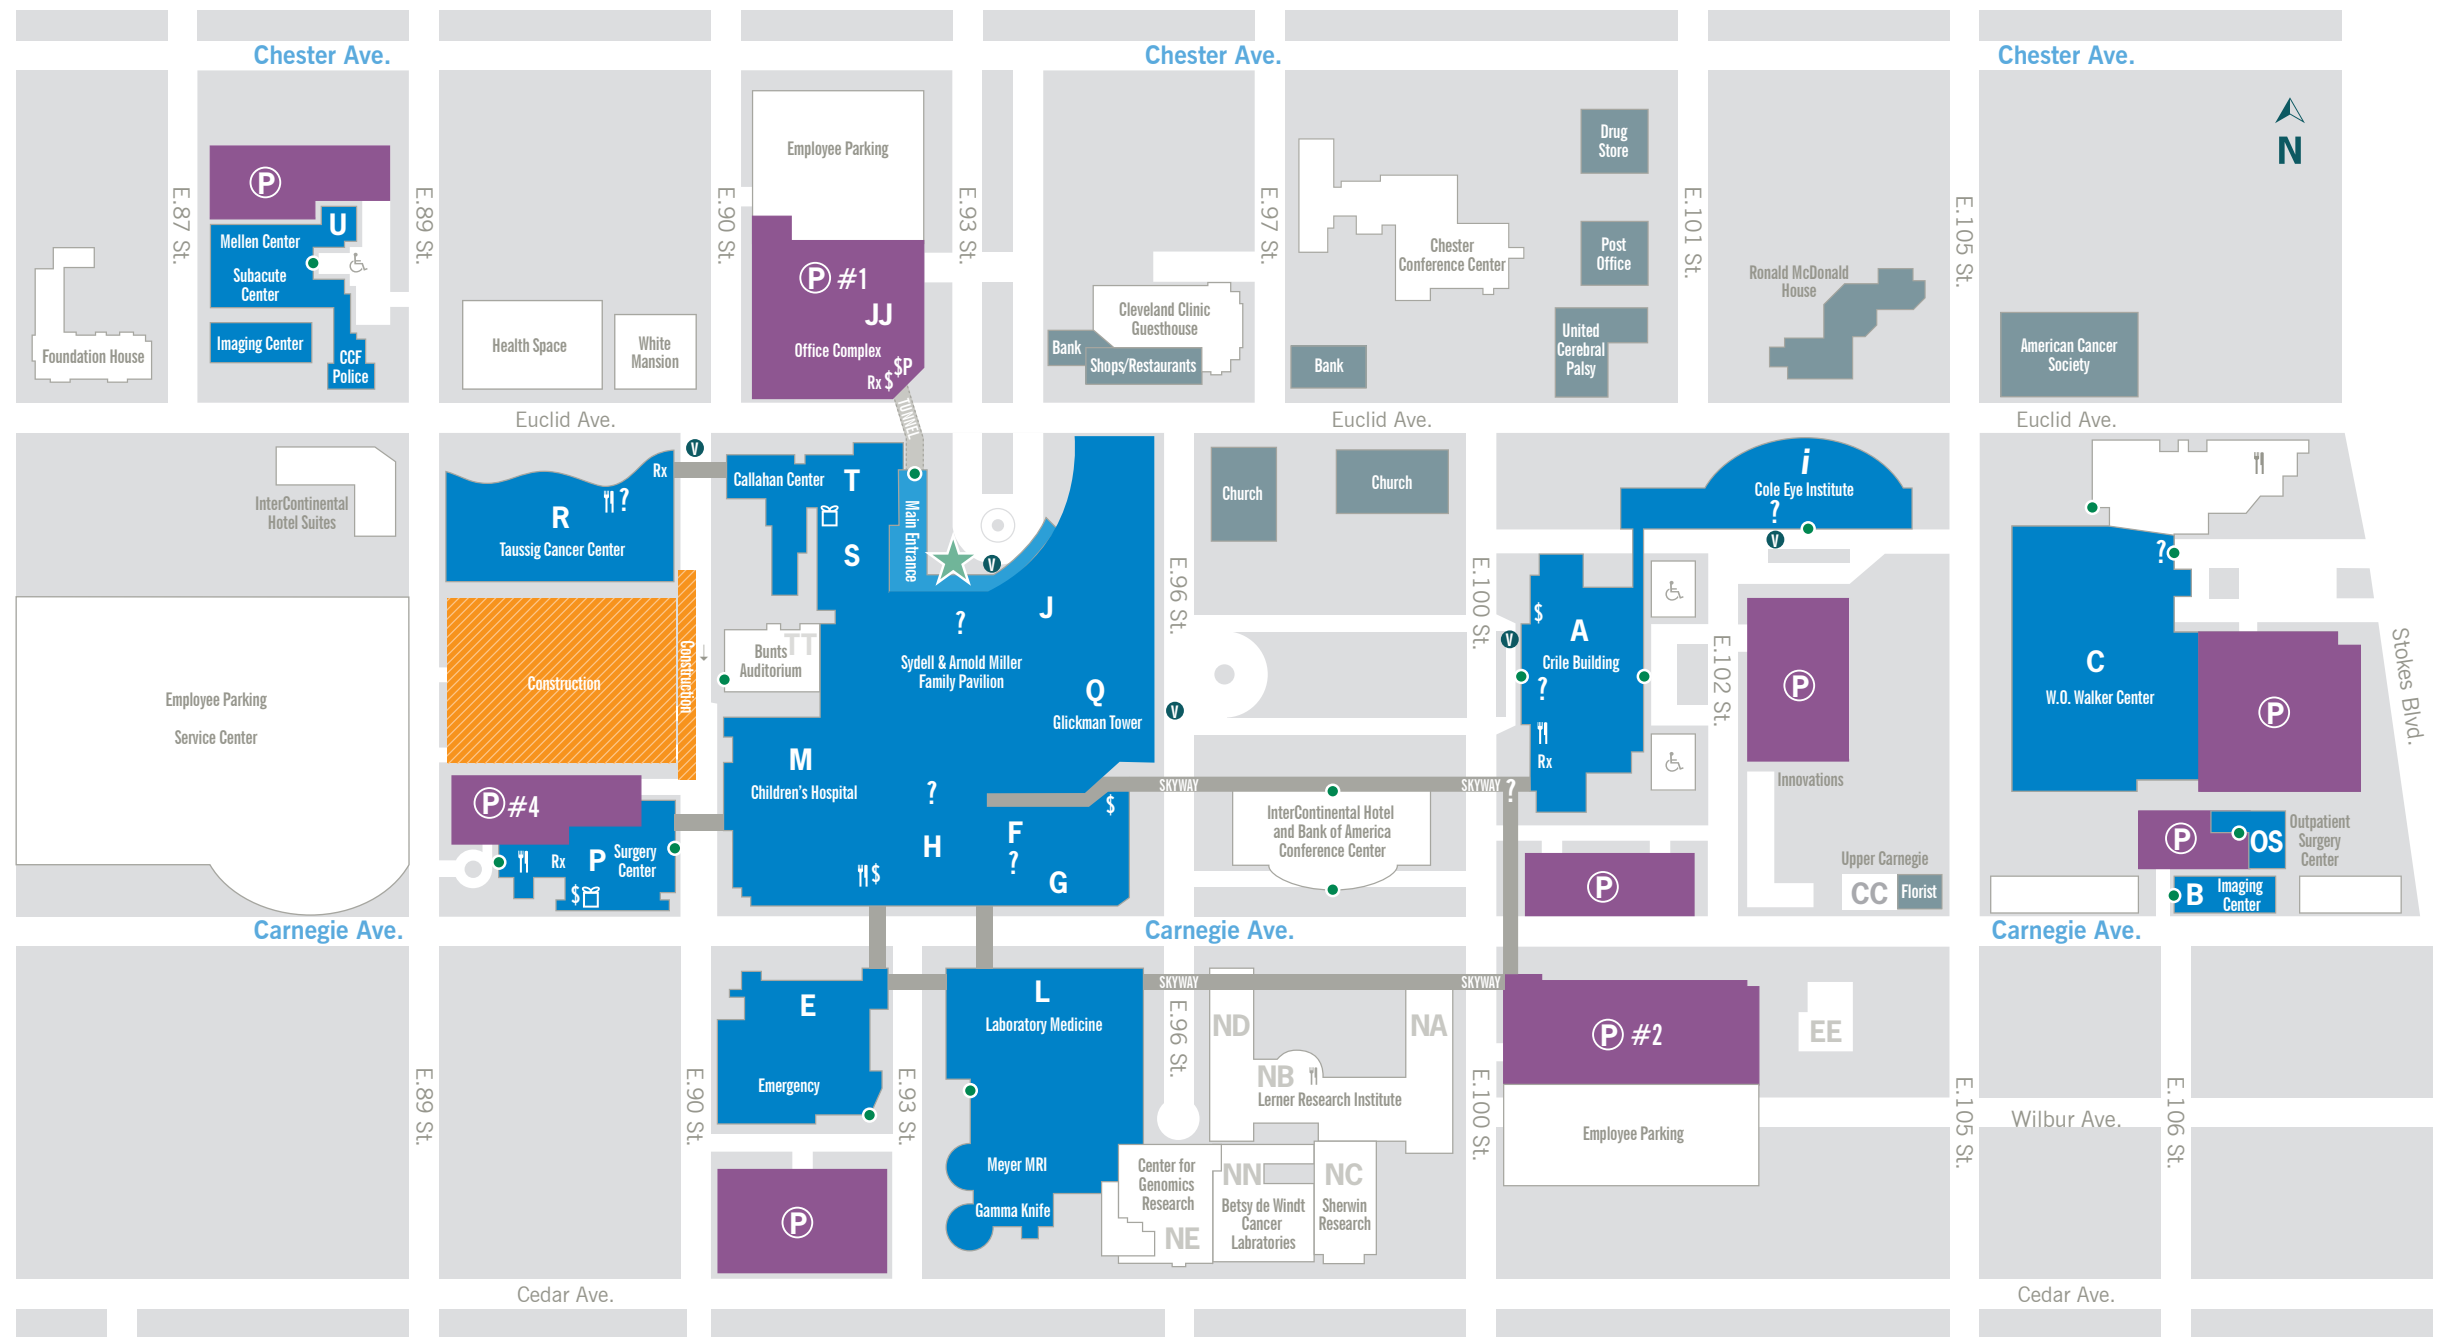 Chester Ave.
Chester Ave.
Chester Ave.
E.87 St.
E.89 St.
E.90 St.
E.93 St.
E.97 St.
E.101 St.
E.105 St.
N
P
U
Mellen Center
Subacute
Center
Imaging Center
CCF
Police
Foundation House
Health Space
White
Mansion
Employee Parking
P #1
JJ
Office Complex
Rx $ $P
TUNNEL
Cleveland Clinic
Guesthouse
Bank
Shops/Restaurants
Chester
Conference Center
Bank
Drug
Store
Post
Office
United
Cerebral
Palsy
Ronald McDonald
House
American Cancer
Society
Euclid Ave.
Euclid Ave.
Euclid Ave.
InterContinental
Hotel Suites
Employee Parking
Service Center
Rx
R
?
Taussig Cancer Center
V
Callahan Center
T
S
Main Entrance
V
J
?
Sydell & Arnold Miller
Family Pavilion
Q
Glickman Tower
V
Construction
Construction
TT
Bunts
Auditorium
M
Children's Hospital
?
H
F
?
G
$
$
P #4
Rx
P
Surgery
Center
$
E.96 St.
Church
Church
E.100 St.
SKYWAY
SKYWAY
?
InterContinental Hotel
and Bank of America
Conference Center
i
Cole Eye Institute
?
V
V
$
A
Crile Building
?
Rx
E.102 St.
P
Innovations
P
Upper Carnegie
CC
Florist
?
C
W.O. Walker Center
P
Stokes Blvd.
P
OS
Outpatient
Surgery
Center
B
Imaging
Center
Carnegie Ave.
Carnegie Ave.
Carnegie Ave.
E.89 St.
E.90 St.
E
Emergency
E.93 St.
P
L
Laboratory Medicine
Meyer MRI
Gamma Knife
SKYWAY
SKYWAY
E.96 St.
ND
NA
NB
Lerner Research Institute
Center for
Genomics
Research
NE
NN
Betsy de Windt
Cancer
Labratories
NC
Sherwin
Research
E.100 St.
P #2
Employee Parking
EE
E.105 St.
Wilbur Ave.
E.106 St.
Cedar Ave.
Cedar Ave.